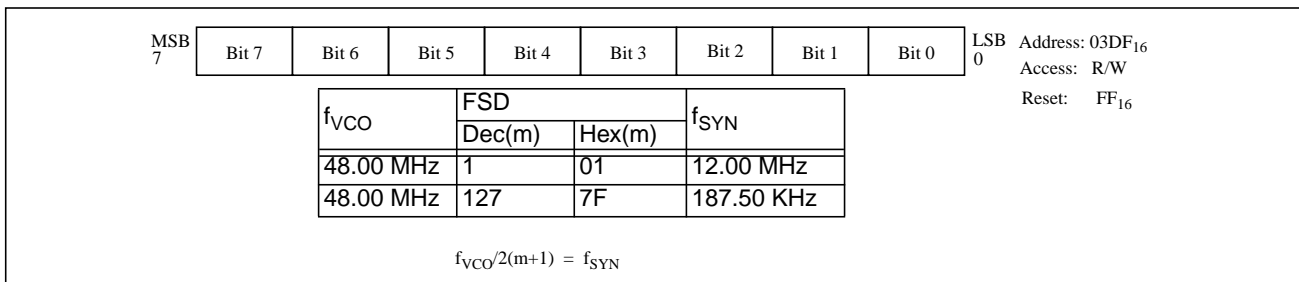 MSB 7 Bit 7 Bit 6 Bit 5 Bit 4 Bit 3 Bit 2 Bit 1 Bit 0 LSB 0
Address: 03DF16
Access: R/W
Reset: FF16
fVCO FSD fSYN
Dec(m) Hex(m)
48.00 MHz 1 01 12.00 MHz
48.00 MHz 127 7F 187.50 KHz
fVCO/2(m+1) = fSYN